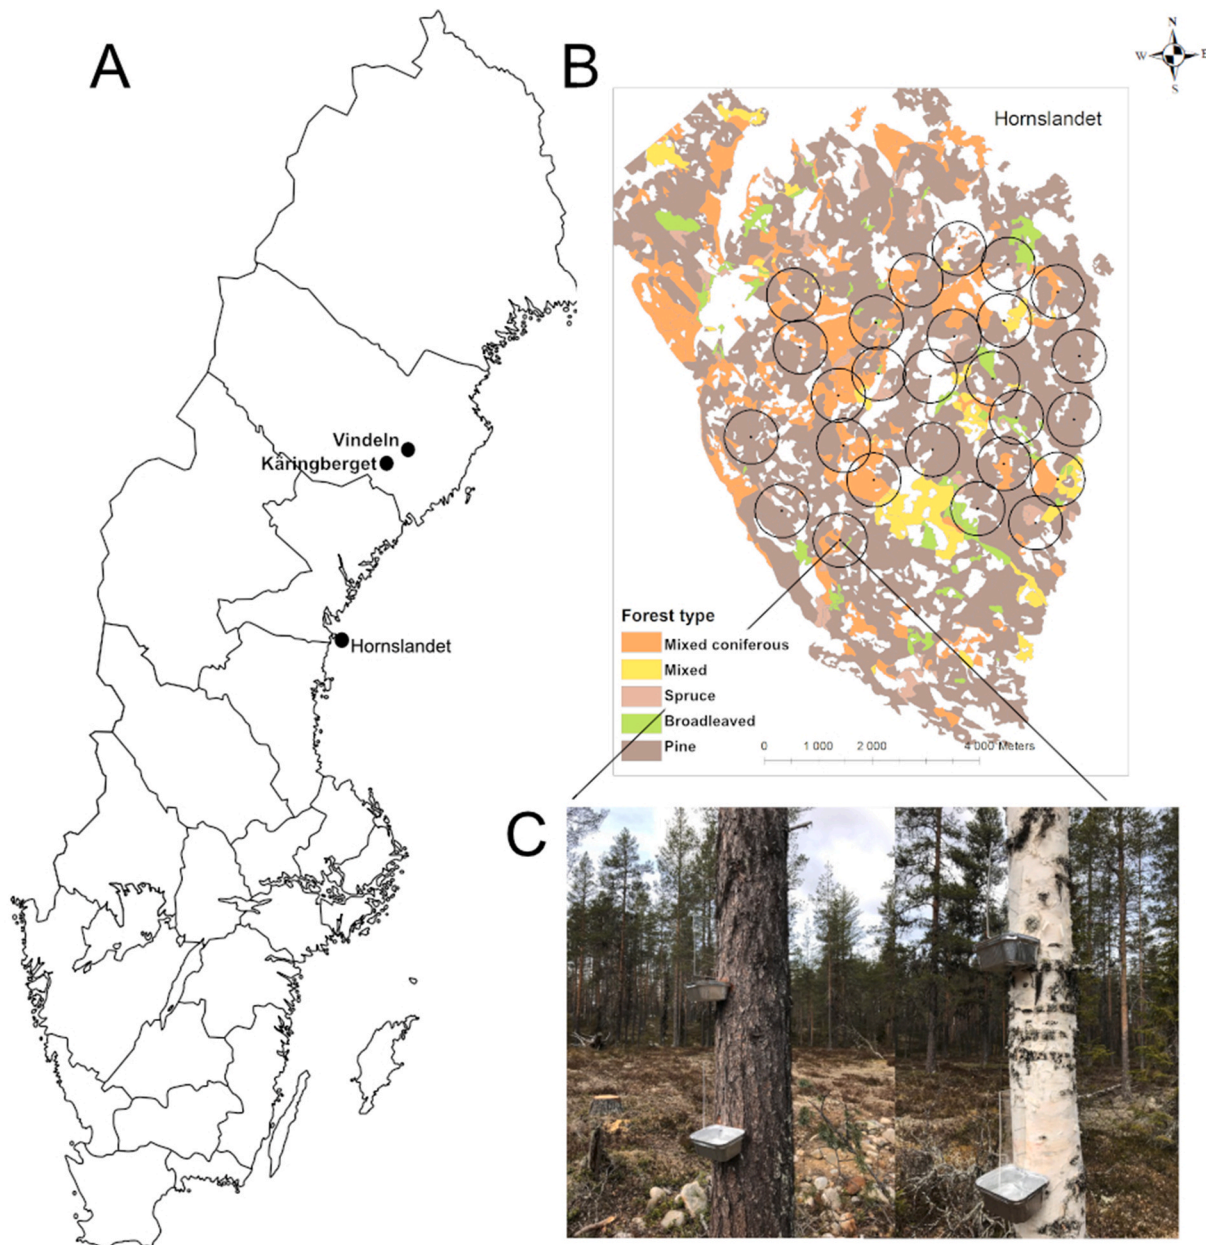 A
B
N
W E
S
Hornslandet
Vindeln
Kåringberget
Hornslandet
Forest type
Mixed coniferous
Mixed
Spruce
Broadleaved
Pine
0 1 000 2 000 4 000 Meters
C